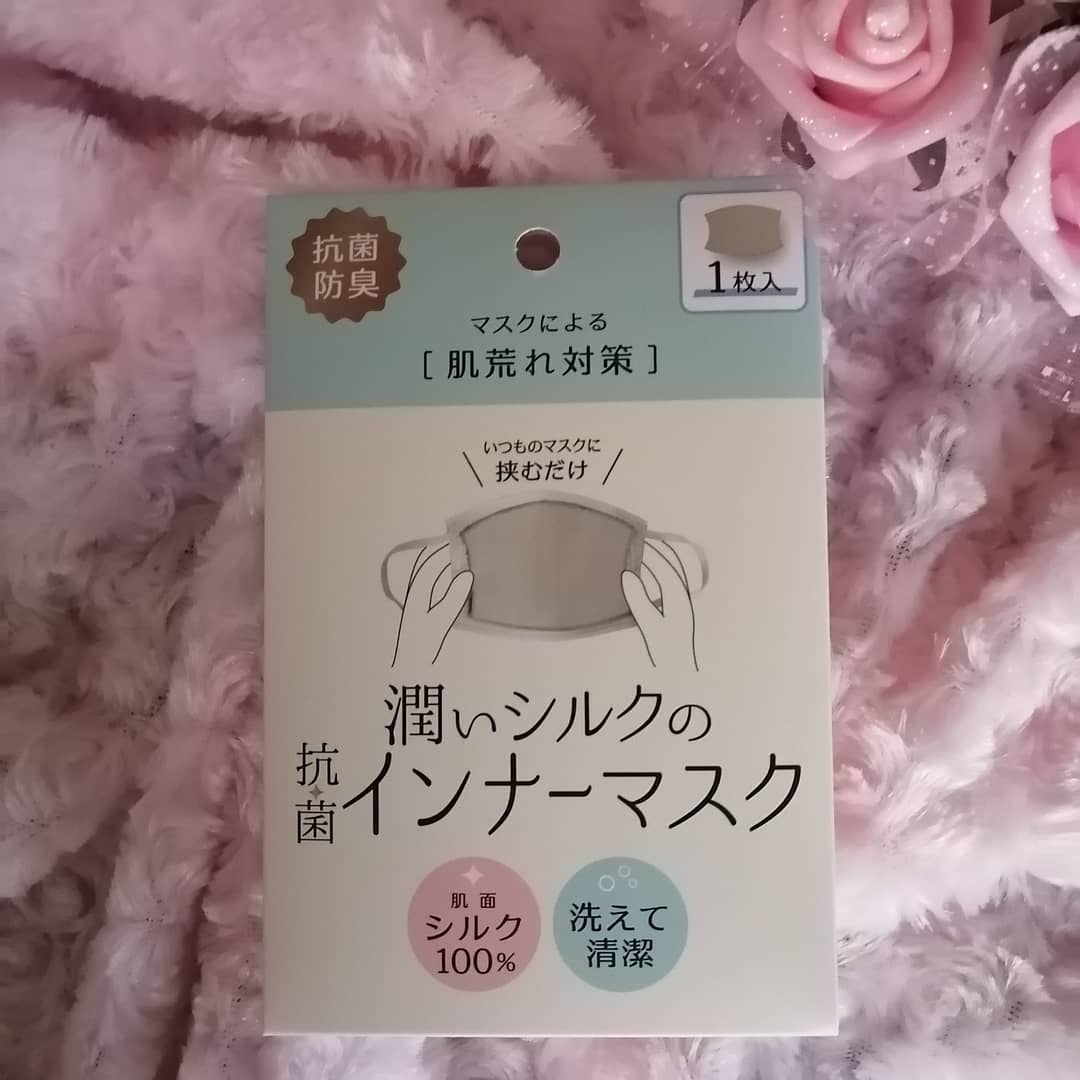 抗菌
防臭
1枚入
マスクによる
[肌荒れ対策]
いつものマスクに
挟むだけ
潤いシルクの
抗菌インナーマスク
肌面
シルク
100%
洗えて
清潔